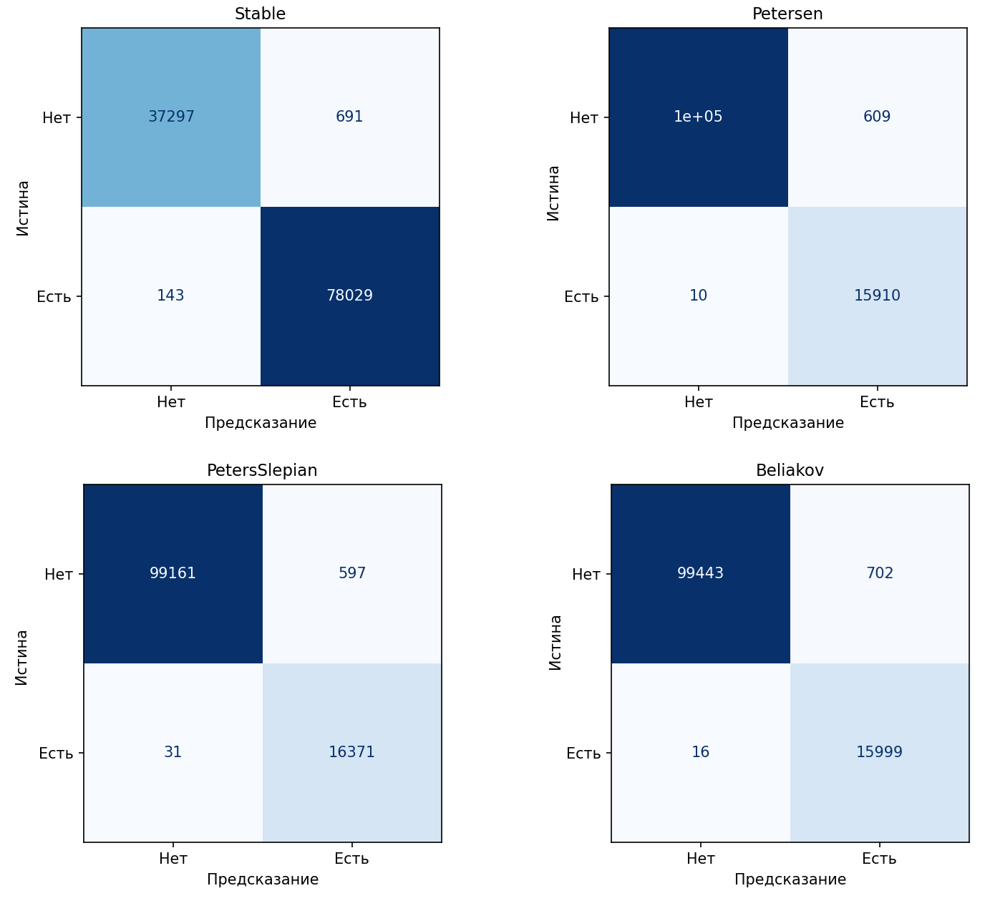 Stable
Petersen
Нет 37297 691
Нет 1e+05 609
Истина
Истина
Есть 143 78029
Есть 10 15910
Нет Есть
Нет Есть
Предсказание
Предсказание
PetersSlepian
Beliakov
Нет 99161 597
Нет 99443 702
Истина
Истина
Есть 31 16371
Есть 16 15999
Нет Есть
Нет Есть
Предсказание
Предсказание